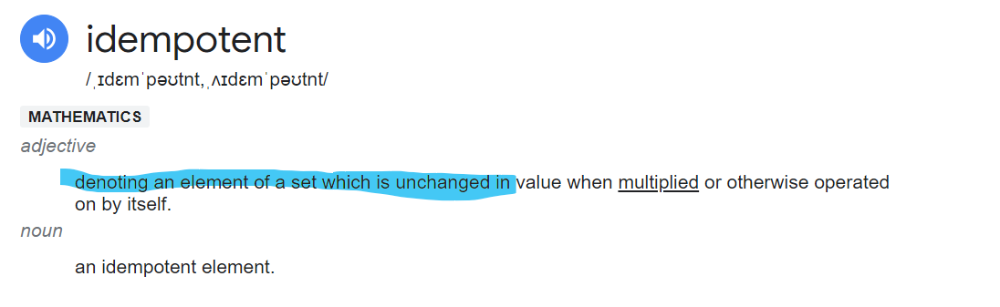 idempotent
/ˌɪdɛmˈpəʊtnt,ˌʌɪdɛmˈpəʊtnt/
MATHEMATICS
adjective
denoting an element of a set which is unchanged in value when multiplied or otherwise operated
on by itself.
noun
an idempotent element.